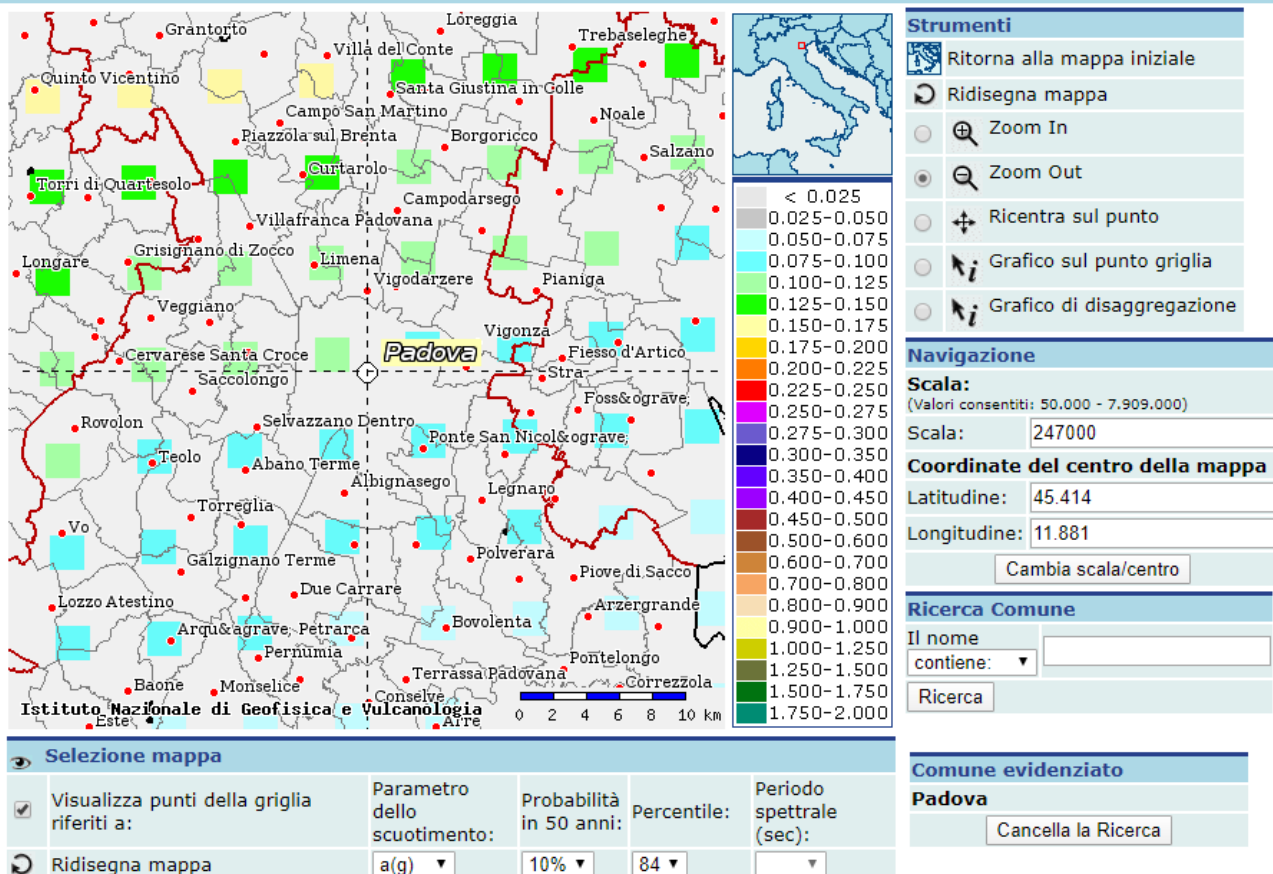 Grantorto
Loreggia
Trebaseleghe
Villa del Conte
Quinto Vicentino
Santa Giustina in Colle
Campo San Martino
Noale
Piazzola sul Brenta
Borgoricco
Salzano
Curtarolo
Torri di Quartesolo
Campodarsego
Villafranca Padovana
Grisignano di Zocco
Longare
Limena
Vigodarzere
Pianiga
Veggiano
Vigonza
Padova
Cervarese Santa Croce
Fiesso d'Artico
Saccolongo
Stra
Foss&ograve;
Rovolon
Selvazzano Dentro
Ponte San Nicol&ograve;
Teolo
Abano Terme
Albignasego
Legnaro
Torreglia
Vo
Galzignano Terme
Polverara
Piove di Sacco
Due Carrare
Lozzo Atestino
Arzergrande
Arqu&agrave; Petrarca
Bovolenta
Pernumia
Pontelongo
Terrassa Padovana
Correzzola
Baone
Monselice
Conselve
Istituto Nazionale di Geofisica e Vulcanologia
Este
Arre
0 2 4 6 8 10 km
< 0.025
0.025-0.050
0.050-0.075
0.075-0.100
0.100-0.125
0.125-0.150
0.150-0.175
0.175-0.200
0.200-0.225
0.225-0.250
0.250-0.275
0.275-0.300
0.300-0.350
0.350-0.400
0.400-0.450
0.450-0.500
0.500-0.600
0.600-0.700
0.700-0.800
0.800-0.900
0.900-1.000
1.000-1.250
1.250-1.500
1.500-1.750
1.750-2.000
Strumenti
Ritorna alla mappa iniziale
Ridisegna mappa
Zoom In
Zoom Out
Ricentra sul punto
Grafico sul punto griglia
Grafico di disaggregazione
Navigazione
Scala:
(Valori consentiti: 50.000 - 7.909.000)
Scala: 247000
Coordinate del centro della mappa
Latitudine: 45.414
Longitudine: 11.881
Cambia scala/centro
Ricerca Comune
Il nome
contiene:
Ricerca
Selezione mappa
Visualizza punti della griglia
riferiti a:
Parametro
dello
scuotimento:
Probabilità
in 50 anni:
Percentile:
Periodo
spettrale
(sec):
Ridisegna mappa
a(g)
10%
84
Comune evidenziato
Padova
Cancella la Ricerca